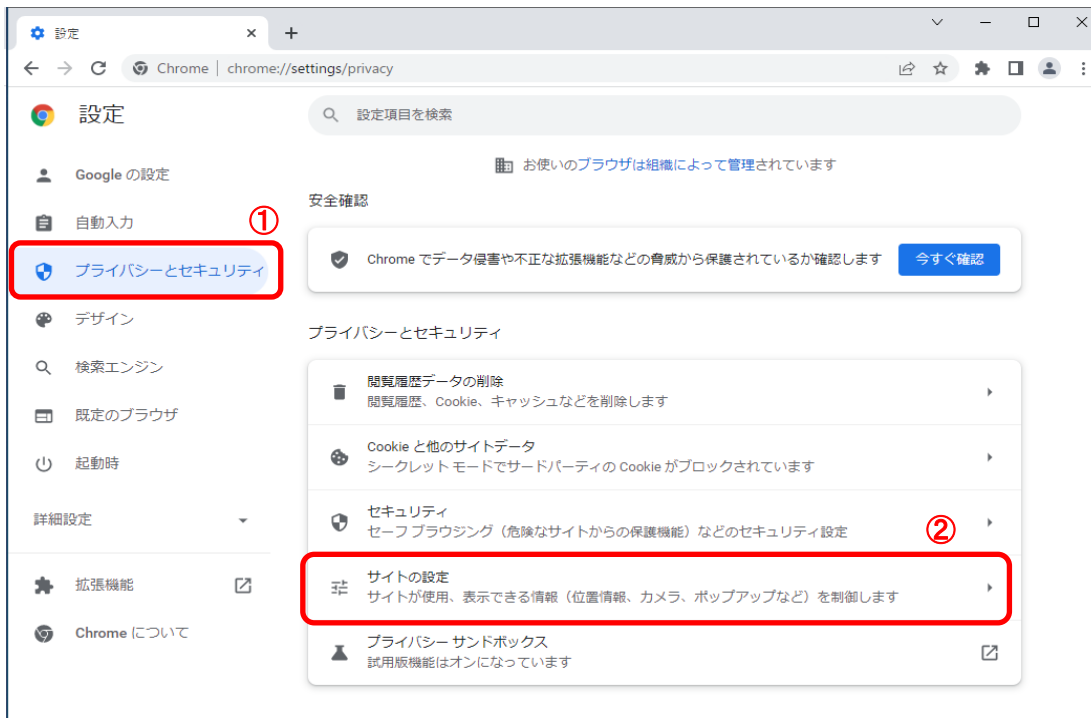 設定
Chrome | chrome://settings/privacy
設定
設定項目を検索
お使いのブラウザは組織によって管理されています
Google の設定
自動入力
①
プライバシーとセキュリティ
デザイン
検索エンジン
既定のブラウザ
起動時
詳細設定
拡張機能
Chrome について
安全確認
Chrome でデータ侵害や不正な拡張機能などの脅威から保護されているか確認します
今すぐ確認
プライバシーとセキュリティ
閲覧履歴データの削除
閲覧履歴、Cookie、キャッシュなどを削除します
Cookie と他のサイトデータ
シークレット モードでサードパーティの Cookie がブロックされています
セキュリティ
セーフ ブラウジング（危険なサイトからの保護機能）などのセキュリティ設定
②
サイトの設定
サイトが使用、表示できる情報（位置情報、カメラ、ポップアップなど）を制御します
プライバシー サンドボックス
試用版機能はオンになっています